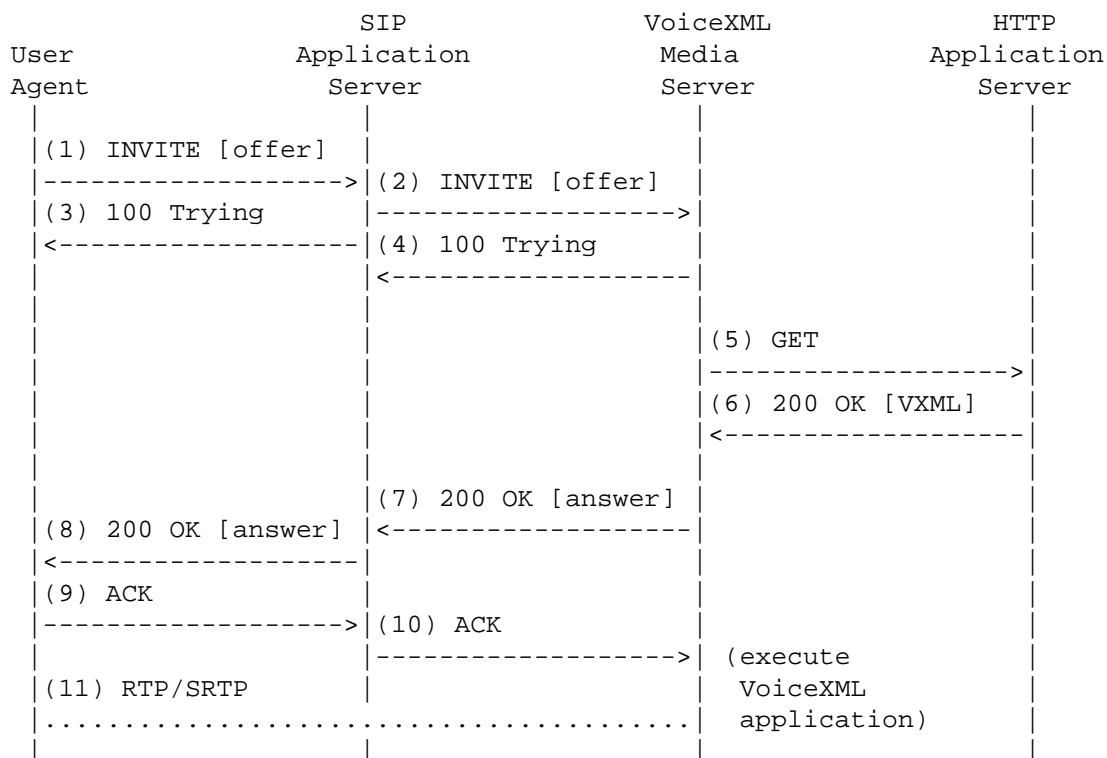 SIP VoiceXML HTTP
User Application Media Application
Agent Server Server Server
(1) INVITE [offer]
(2) INVITE [offer]
(3) 100 Trying
(4) 100 Trying
(5) GET
(6) 200 OK [VXML]
(7) 200 OK [answer]
(8) 200 OK [answer]
(9) ACK
(10) ACK
(execute
(11) RTP/SRTP VoiceXML
application)